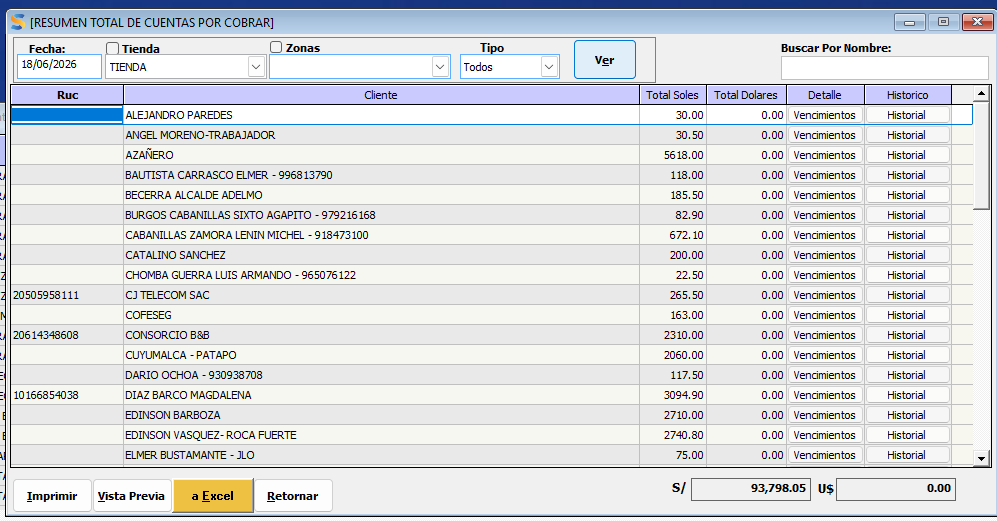 [RESUMEN TOTAL DE CUENTAS POR COBRAR]
Fecha: Tienda Zonas Tipo Buscar Por Nombre:
18/06/2026 TIENDA Todos Ver
Ruc Cliente Total Soles Total Dolares Detalle Historico
ALEJANDRO PAREDES 30.00 0.00 Vencimientos Historial
ANGEL MORENO-TRABAJADOR 30.50 0.00 Vencimientos Historial
AZAÑERO 5618.00 0.00 Vencimientos Historial
BAUTISTA CARRASCO ELMER - 996813790 118.00 0.00 Vencimientos Historial
BECERRA ALCALDE ADELMO 185.50 0.00 Vencimientos Historial
BURGOS CABANILLAS SIXTO AGAPITO - 979216168 82.90 0.00 Vencimientos Historial
CABANILLAS ZAMORA LENIN MICHEL - 918473100 672.10 0.00 Vencimientos Historial
CATALINO SANCHEZ 200.00 0.00 Vencimientos Historial
CHOMBA GUERRA LUIS ARMANDO - 965076122 22.50 0.00 Vencimientos Historial
20505958111 CJ TELECOM SAC 265.50 0.00 Vencimientos Historial
COFESEG 163.00 0.00 Vencimientos Historial
20614348608 CONSORCIO B&B 2310.00 0.00 Vencimientos Historial
CUYUMALCA - PATAPO 2060.00 0.00 Vencimientos Historial
DARIO OCHOA - 930938708 117.50 0.00 Vencimientos Historial
10166854038 DIAZ BARCO MAGDALENA 3094.90 0.00 Vencimientos Historial
EDINSON BARBOZA 2710.00 0.00 Vencimientos Historial
EDINSON VASQUEZ- ROCA FUERTE 2740.80 0.00 Vencimientos Historial
ELMER BUSTAMANTE - JLO 75.00 0.00 Vencimientos Historial
Imprimir Vista Previa a Excel Retornar S/ 93,798.05 U$ 0.00